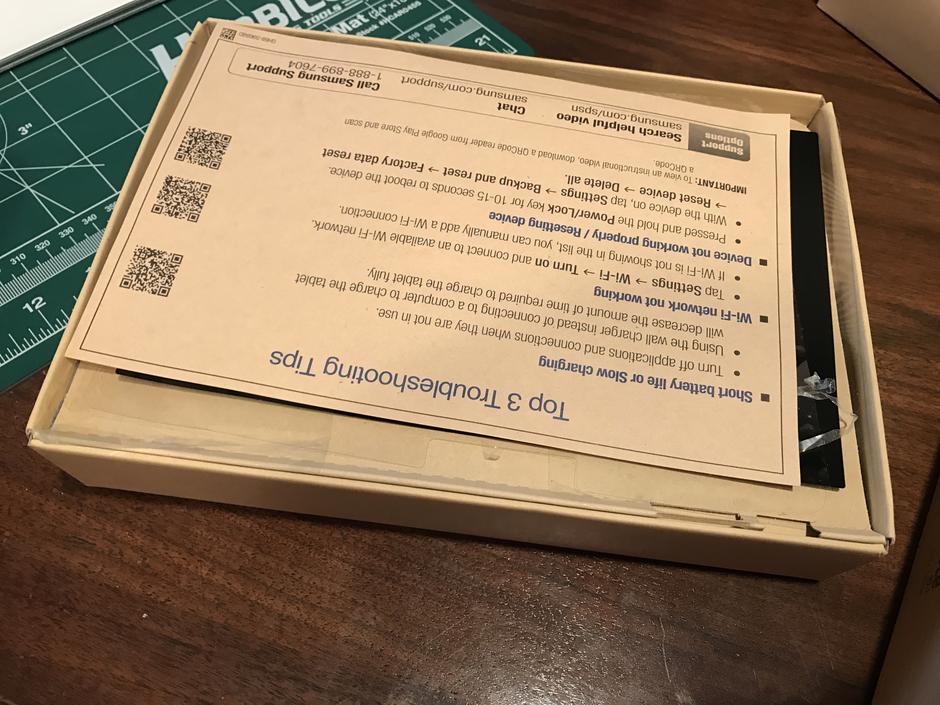 Top 3 Troubleshooting Tips
■ Short battery life or Slow charging
• Turn off applications and connections when they are not in use.
• Using the wall charger instead of connecting to a computer to charge the tablet
will decrease the amount of time required to charge the tablet fully.
■ Wi-Fi network not working
• Tap Settings → Wi-Fi → Turn on and connect to an available Wi-Fi network.
• If Wi-Fi is not showing in the list, you can manually add a Wi-Fi connection.
■ Device not working properly / Resetting device
• Pressed and hold the Power/Lock key for 10-15 seconds to reboot the device.
• With the device on, tap Settings → Backup and reset → Factory data reset
→ Reset device → Delete all.
IMPORTANT: To view an instructional video, download a QRCode reader from Google Play Store and scan
a QRCode.
Support
Options
Search helpful video
samsung.com/spsn
Chat
samsung.com/support
Call Samsung Support
1-888-899-7604
TOOLS
Mat
21
3"
12
300
310
320
330
340
350
360